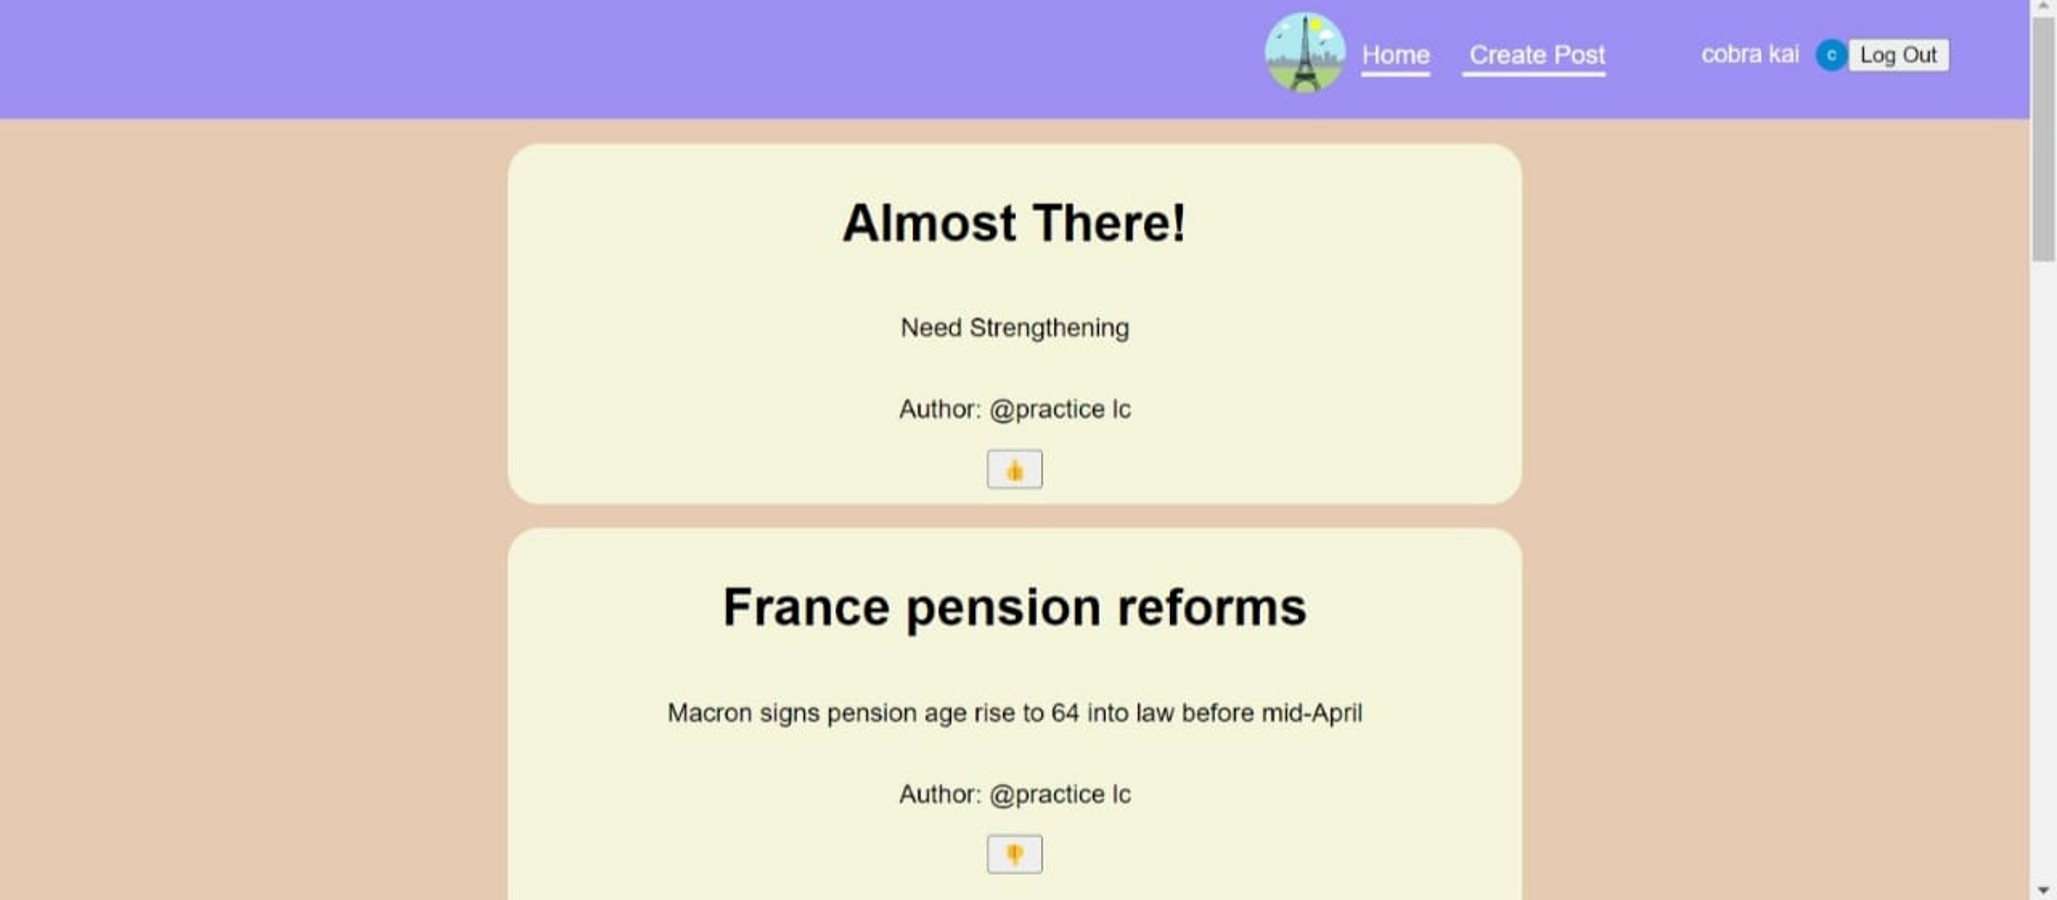 Home Create Post cobra kai c Log Out
Almost There!
Need Strengthening
Author: @practice lc
👍
France pension reforms
Macron signs pension age rise to 64 into law before mid-April
Author: @practice lc
👎